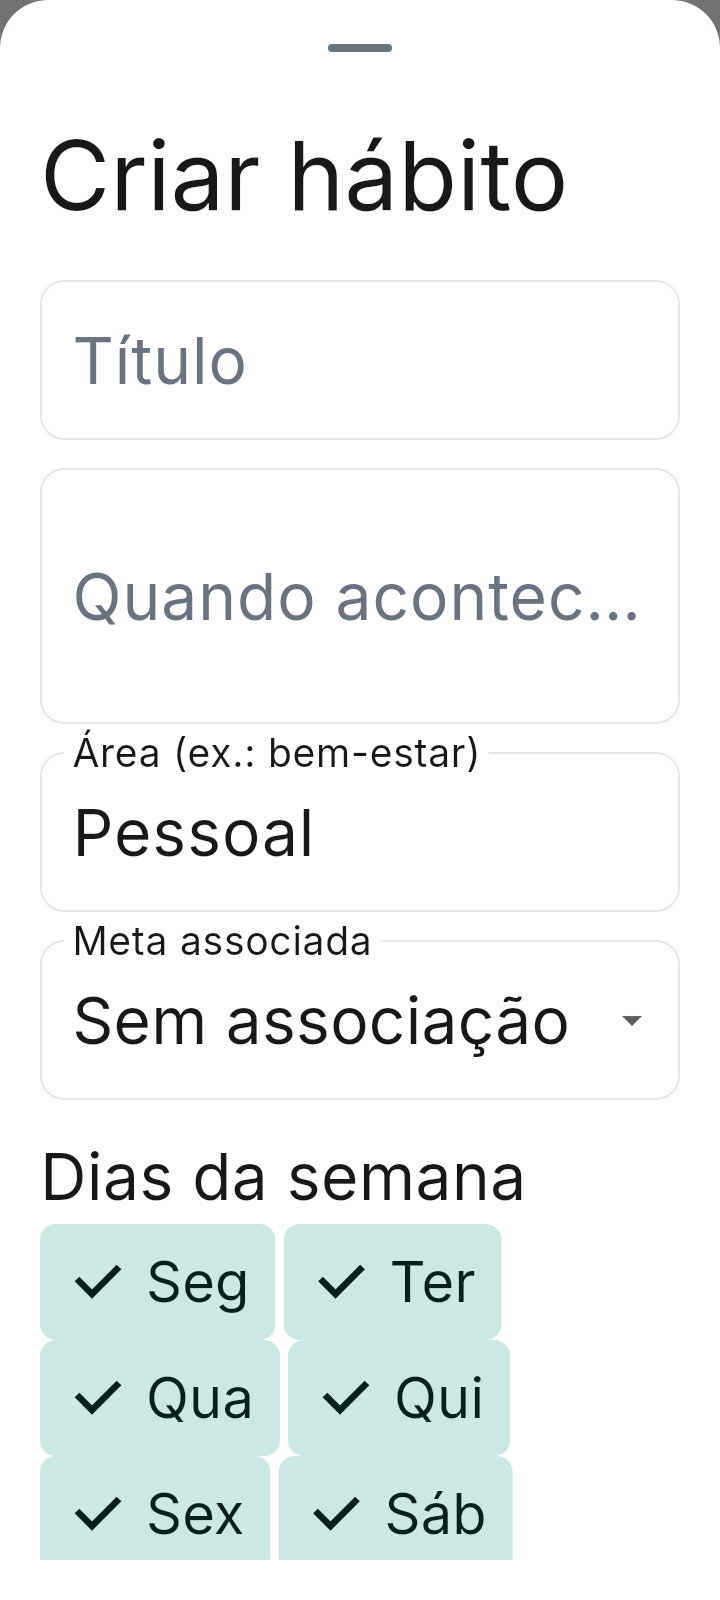 Criar hábito
Título
Quando acontec...
Área (ex.: bem-estar)
Pessoal
Meta associada
Sem associação
Dias da semana
Seg Ter
Qua Qui
Sex Sáb